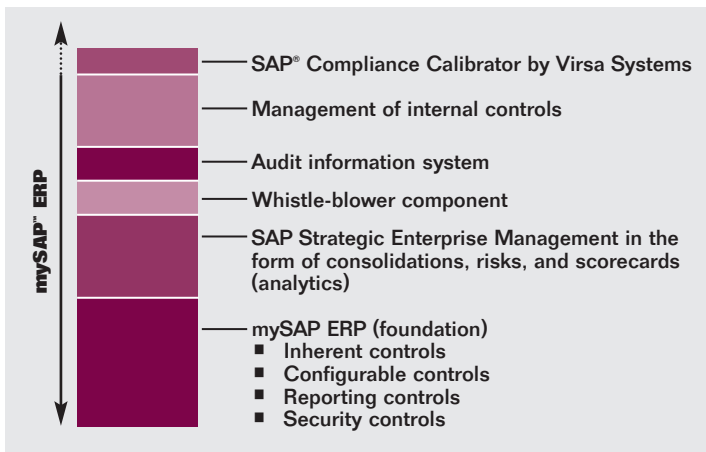 mySAP™ ERP
SAP® Compliance Calibrator by Virsa Systems
Management of internal controls
Audit information system
Whistle-blower component
SAP Strategic Enterprise Management in the
form of consolidations, risks, and scorecards
(analytics)
mySAP ERP (foundation)
■ Inherent controls
■ Configurable controls
■ Reporting controls
■ Security controls